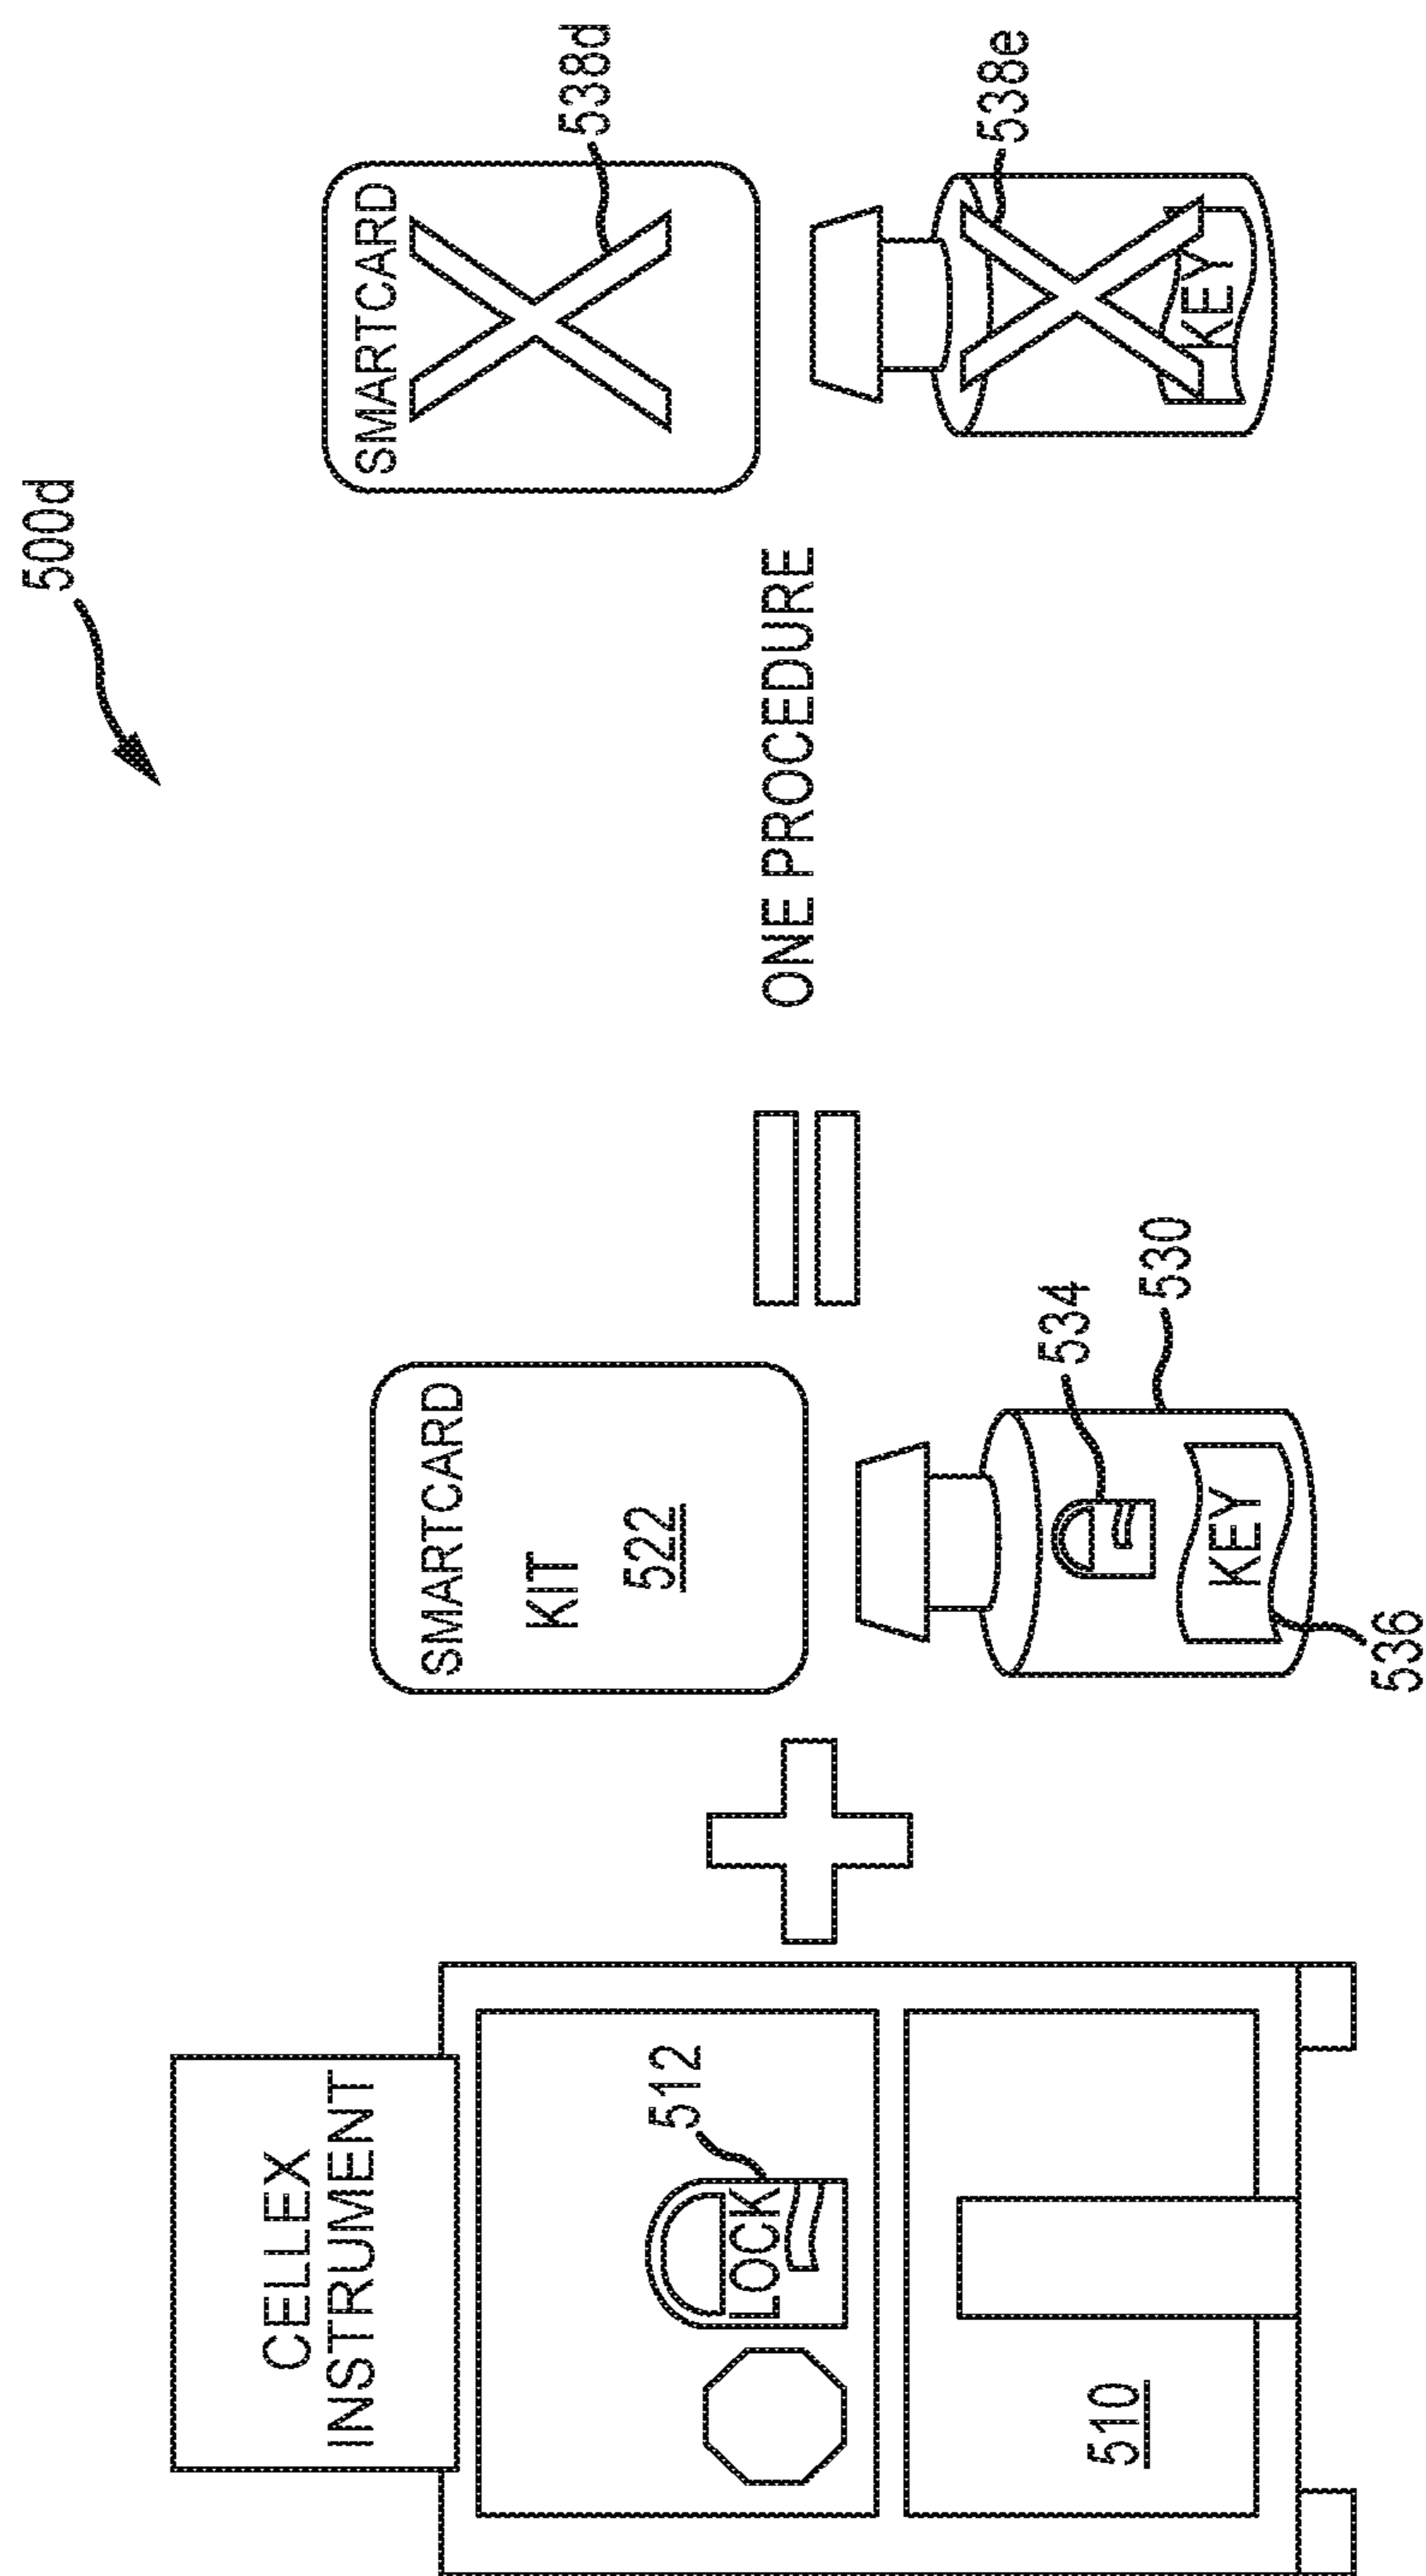 500d
CELLEX
INSTRUMENT
LOCK
512
510
SMARTCARD
KIT
522
534
530
KEY
536
ONE PROCEDURE
SMARTCARD
538d
538e
KEY